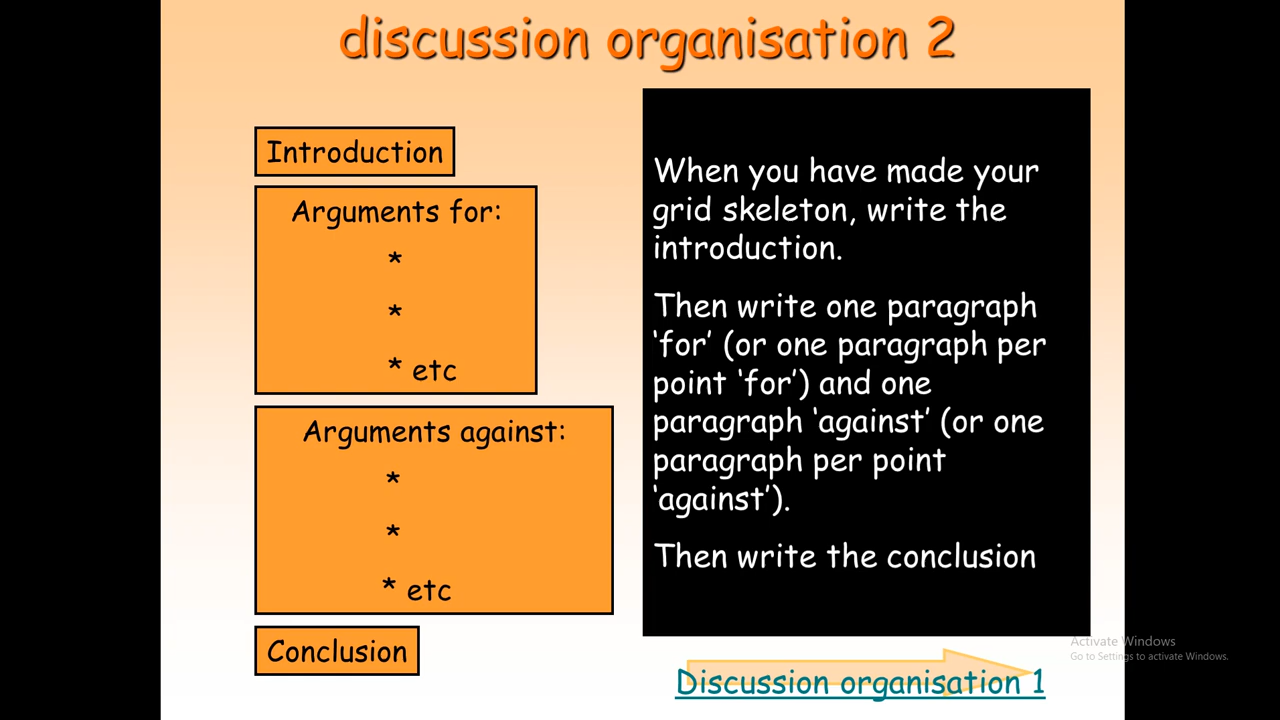 discussion organisation 2
Introduction
Arguments for:
*
*
* etc
Arguments against:
*
*
* etc
Conclusion
When you have made your
grid skeleton, write the
introduction.
Then write one paragraph
‘for’ (or one paragraph per
point ‘for’) and one
paragraph ‘against’ (or one
paragraph per point
‘against’).
Then write the conclusion
Discussion organisation 1
Activate Windows
Go to Settings to activate Windows.